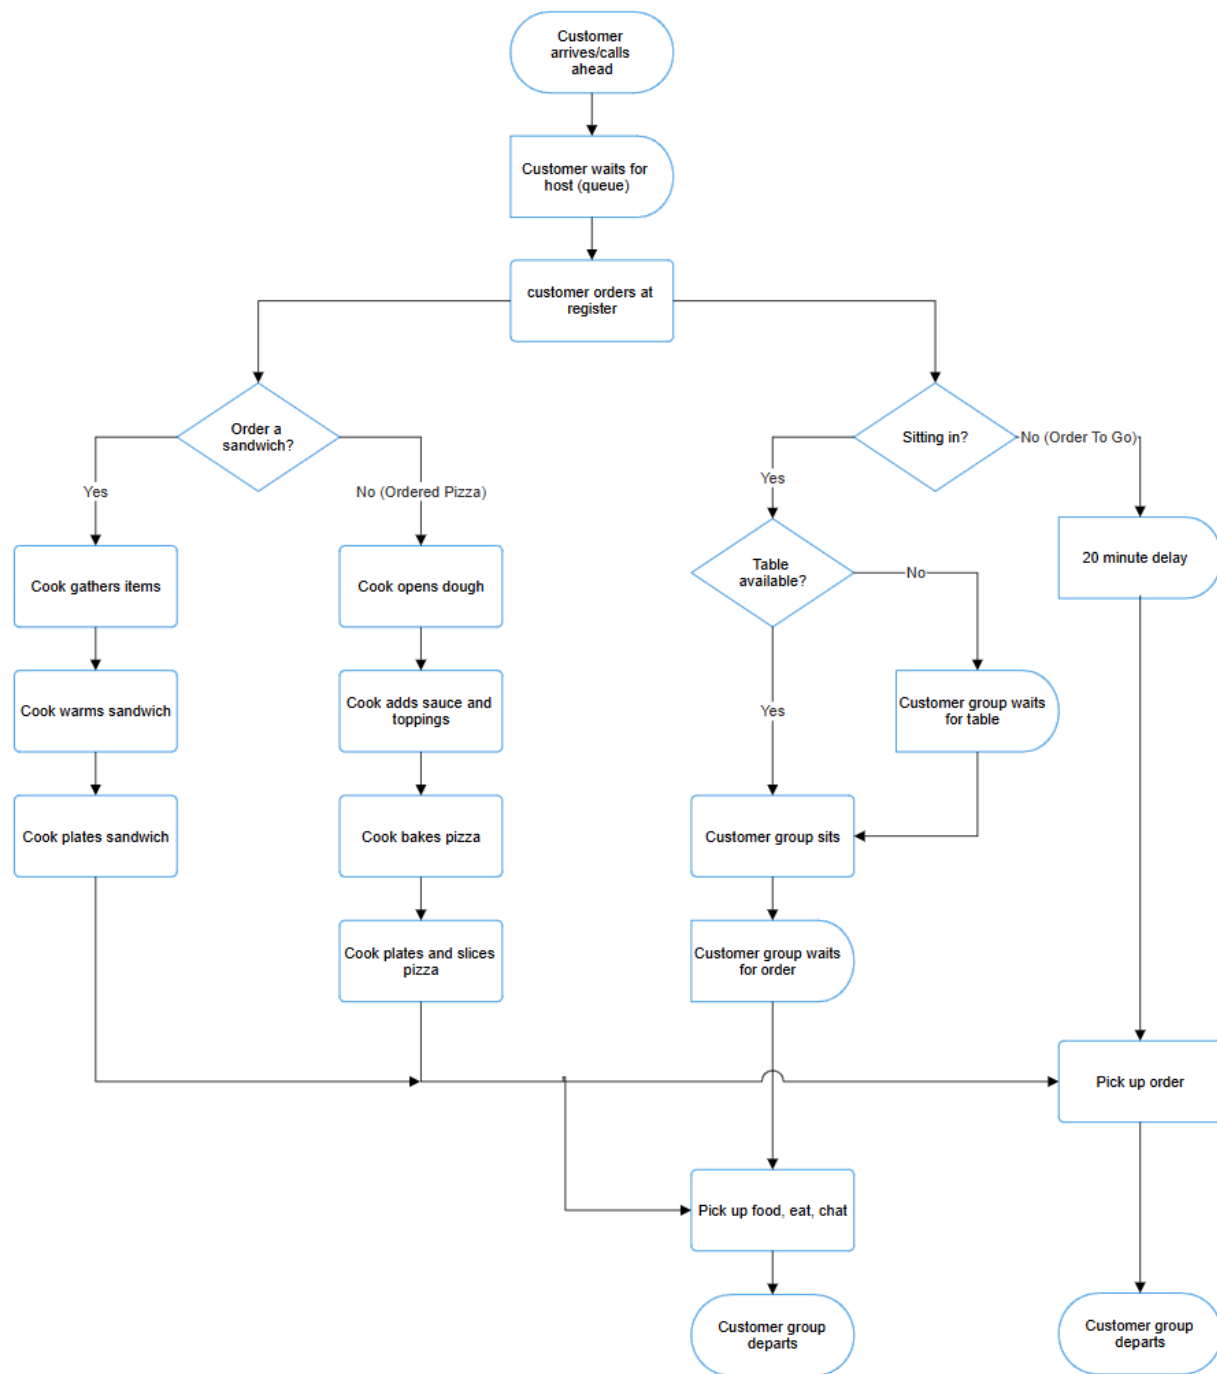 Customer
arrives/calls
ahead
Customer waits for
host (queue)
customer orders at
register
Order a
sandwich?
Sitting in?
No (Order To Go)
Yes
No (Ordered Pizza)
Yes
Cook gathers items
Cook opens dough
Table
available?
No
20 minute delay
Cook warms sandwich
Cook adds sauce and
toppings
Yes
Customer group waits
for table
Cook plates sandwich
Cook bakes pizza
Customer group sits
Cook plates and slices
pizza
Customer group waits
for order
Pick up order
Pick up food, eat, chat
Customer group
departs
Customer group
departs